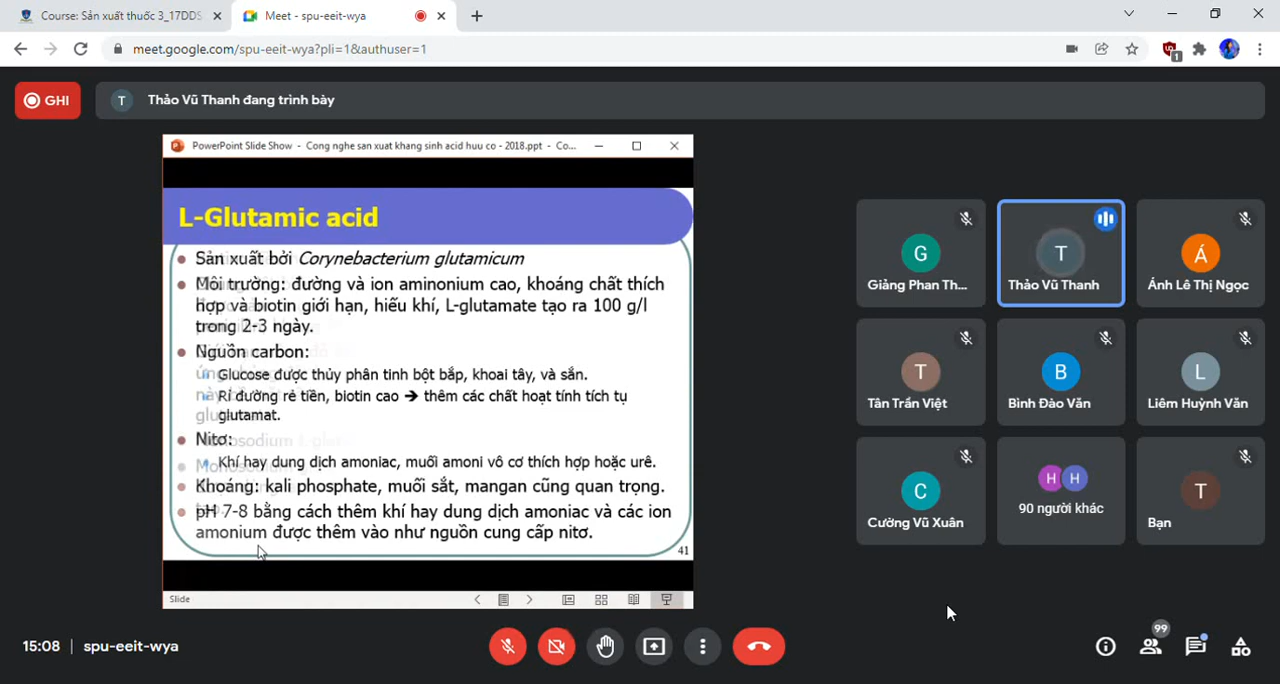 Course: Sản xuất thuốc 3_17DDS
Meet - spu-eeit-wya
meet.google.com/spu-eeit-wya?pli=1&authuser=1
1
GHI
T
Thảo Vũ Thanh đang trình bày
PowerPoint Slide Show - Cong nghe san xuat khang sinh acid huu co - 2018.ppt - Co...
L-Glutamic acid
Sản xuất bởi Corynebacterium glutamicum
Môi trường: đường và ion aminonium cao, khoáng chất thích
hợp và biotin giới hạn, hiếu khí, L-glutamate tạo ra 100 g/l
trong 2-3 ngày.
Nguồn carbon:
Glucose được thủy phân tinh bột bắp, khoai tây, và sắn.
Rỉ đường rẻ tiền, biotin cao ➔ thêm các chất hoạt tính tích tụ
glutamat.
Nitơ:
Khí hay dung dịch amoniac, muối amoni vô cơ thích hợp hoặc urê.
Khoáng: kali phosphate, muối sắt, mangan cũng quan trọng.
pH 7-8 bằng cách thêm khí hay dung dịch amoniac và các ion
amonium được thêm vào như nguồn cung cấp nito.
41
Slide
G
Giảng Phan Th...
T
Thảo Vũ Thanh
Á
Ánh Lê Thị Ngọc
T
Tân Trần Việt
B
Bình Đào Văn
L
Liêm Huỳnh Văn
C
Cường Vũ Xuân
H H
90 người khác
T
Bạn
15:08 | spu-eeit-wya
99